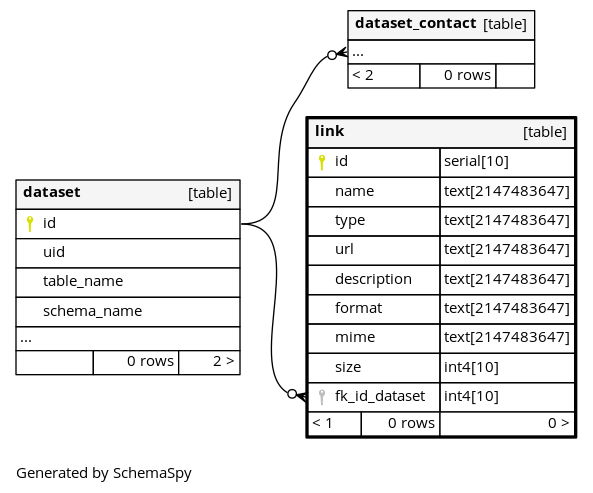 dataset_contact [table]
...
< 2 0 rows
link [table]
id serial[10]
name text[2147483647]
type text[2147483647]
url text[2147483647]
description text[2147483647]
format text[2147483647]
mime text[2147483647]
size int4[10]
fk_id_dataset int4[10]
< 1 0 rows 0 >
dataset [table]
id
uid
table_name
schema_name
...
0 rows 2 >
Generated by SchemaSpy